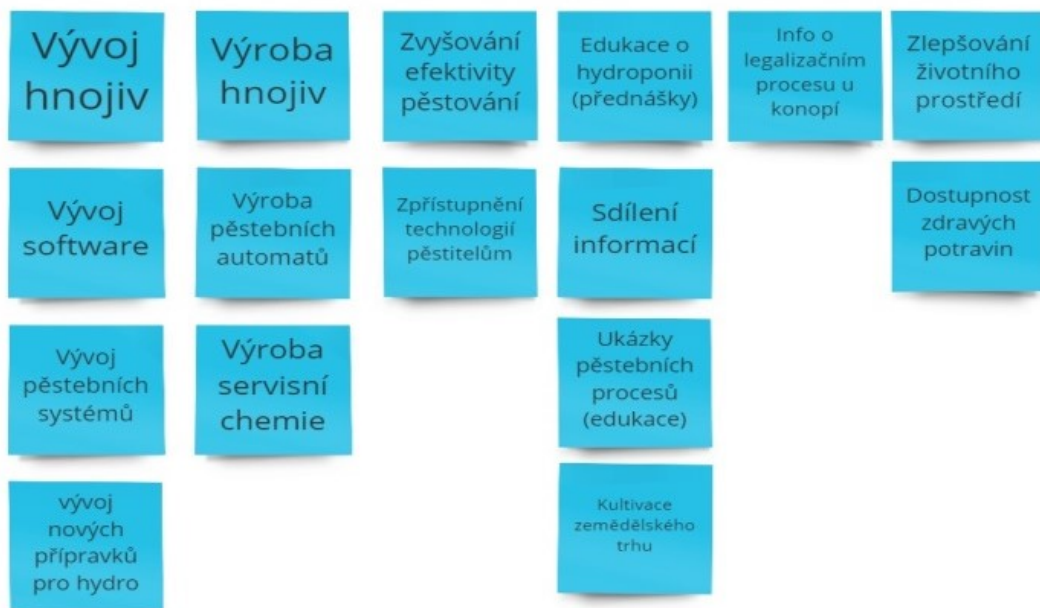 Vývoj
hnojiv
Výroba
hnojiv
Zvyšování
efektivity
pěstování
Edukace o
hydroponii
(přednášky)
Info o
legalizačním
procesu u
konopí
Zlepšování
životního
prostředí
Vývoj
software
Výroba
pěstebních
automatů
Zpřístupnění
technologií
pěstitelům
Sdílení
informací
Dostupnost
zdravých
potravin
Vývoj
pěstebních
systémů
Výroba
servisní
chemie
Ukázky
pěstebních
procesů
(edukace)
vývoj
nových
přípravků
pro hydro
Kultivace
zemědělského
trhu